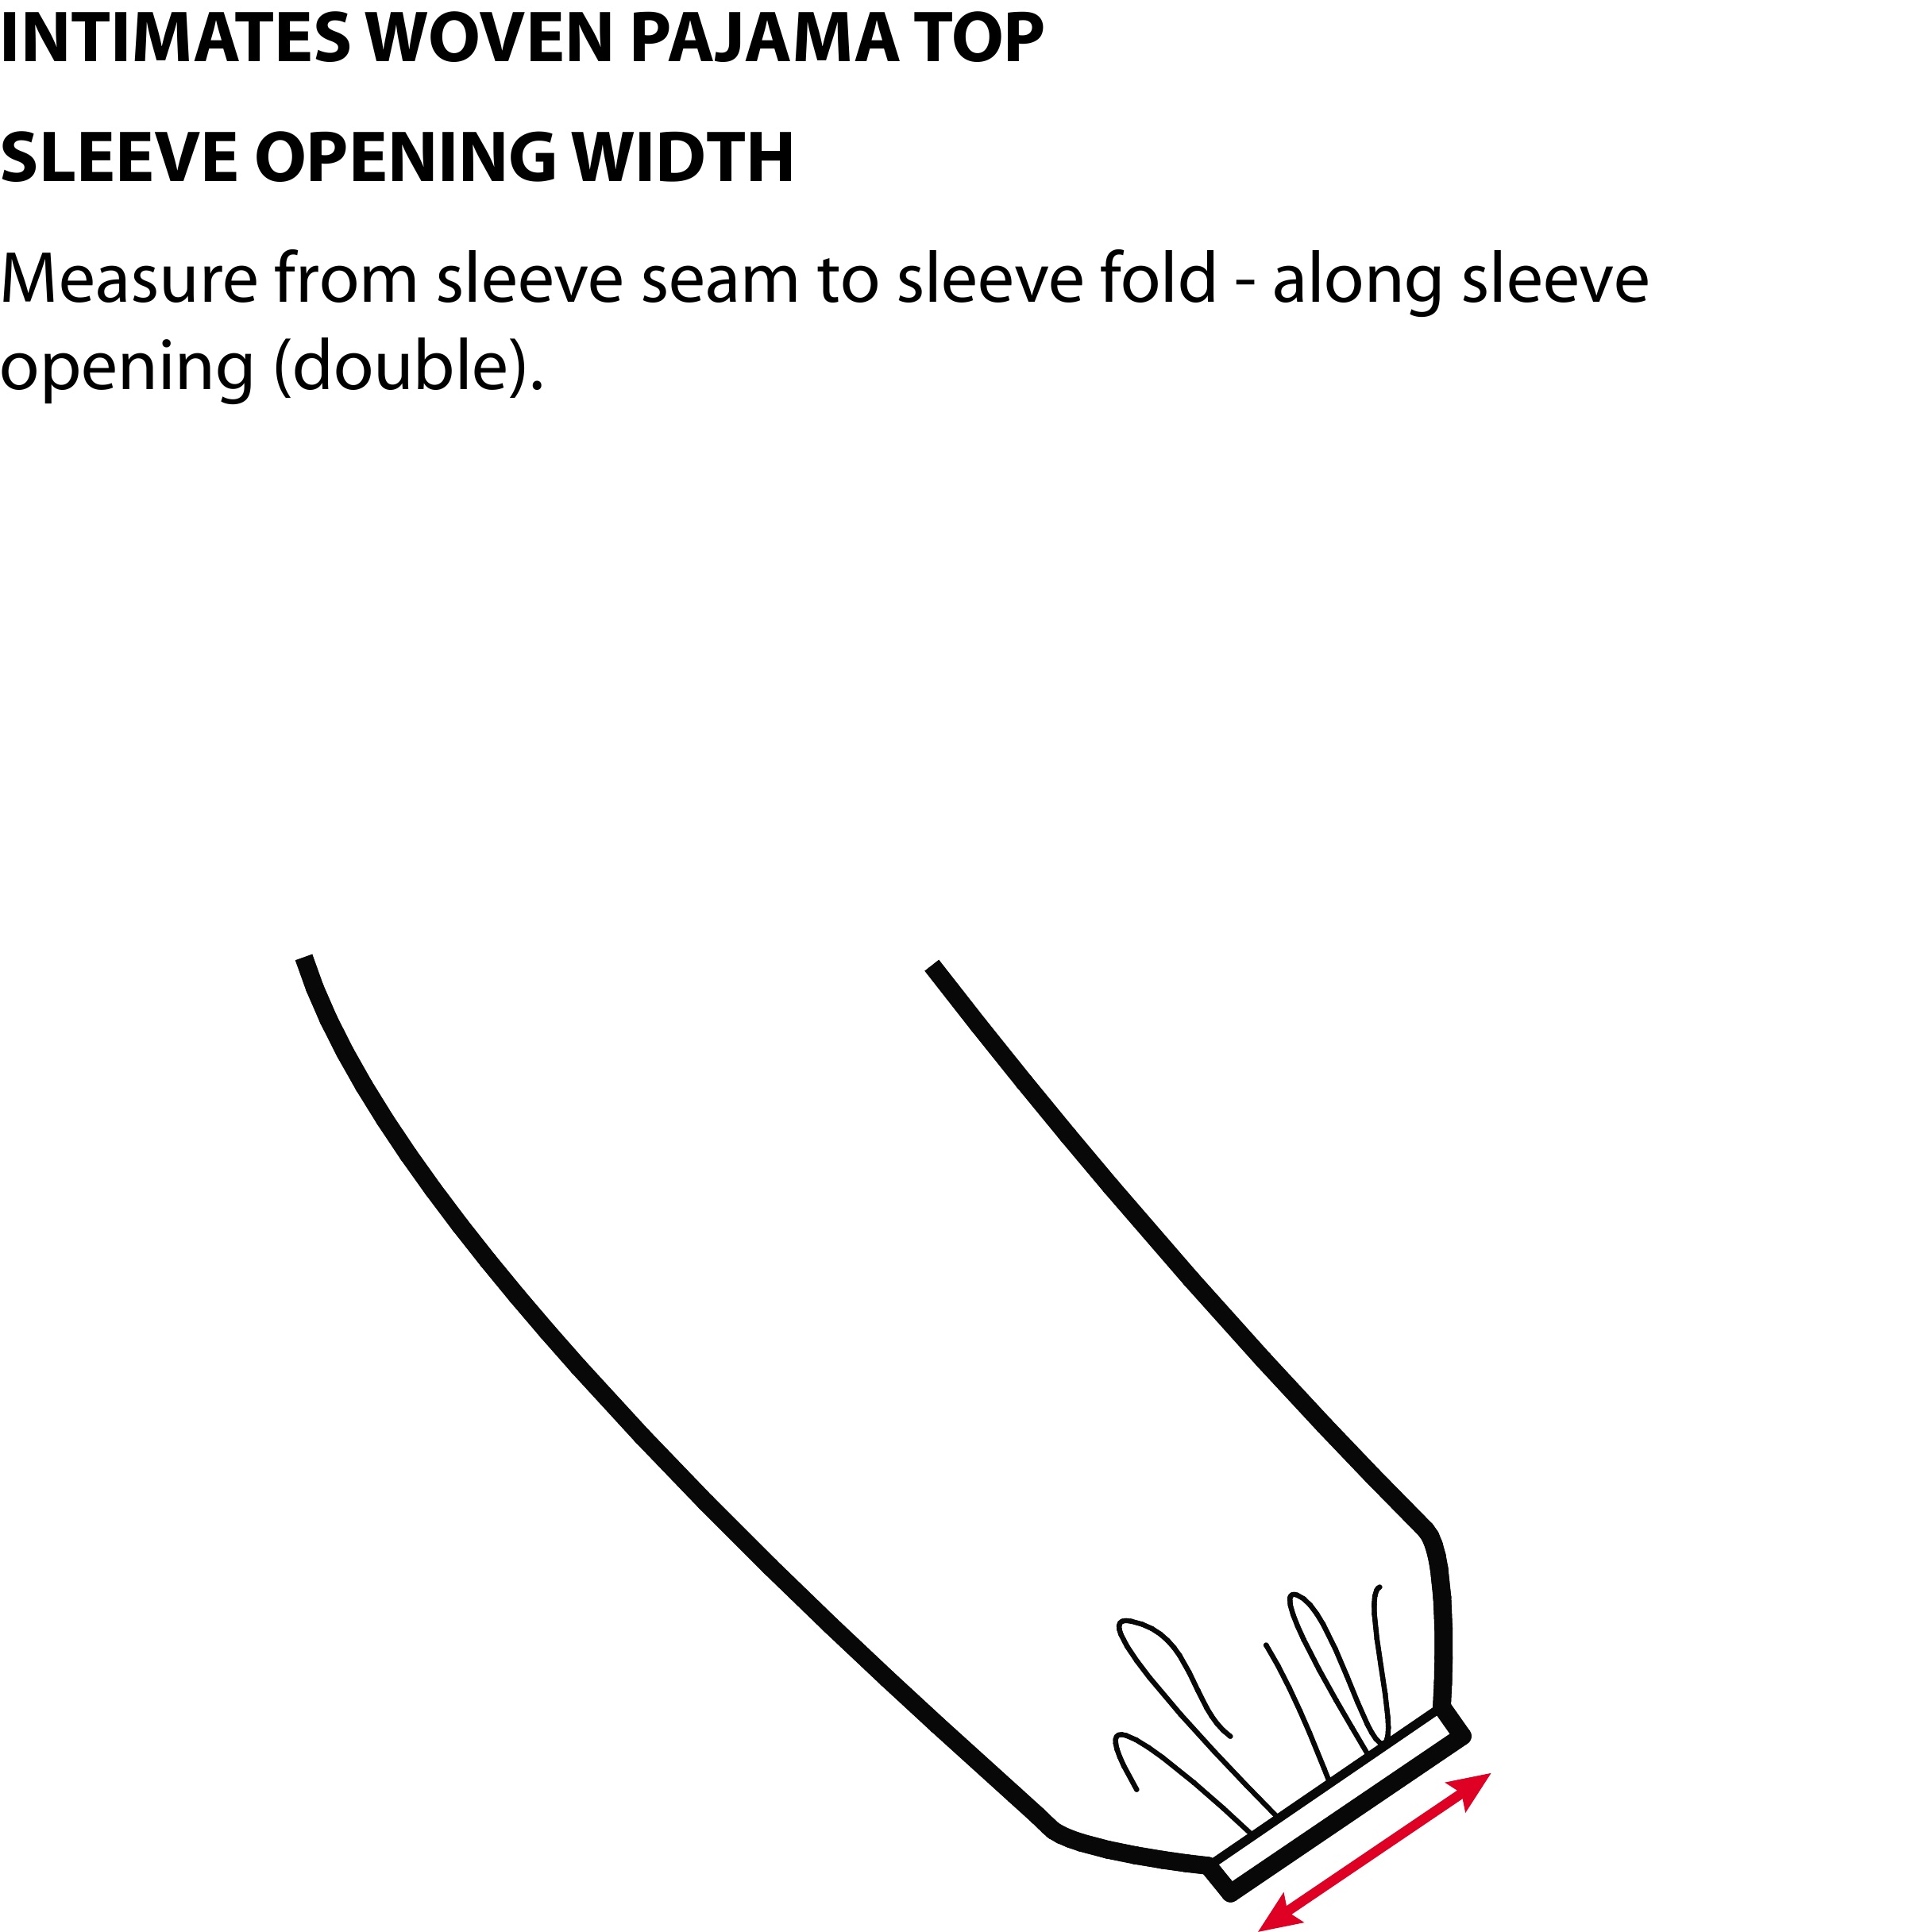 INTIMATES WOVEN PAJAMA TOP
SLEEVE OPENING WIDTH
Measure from sleeve seam to sleeve fold - along sleeve
opening (double).